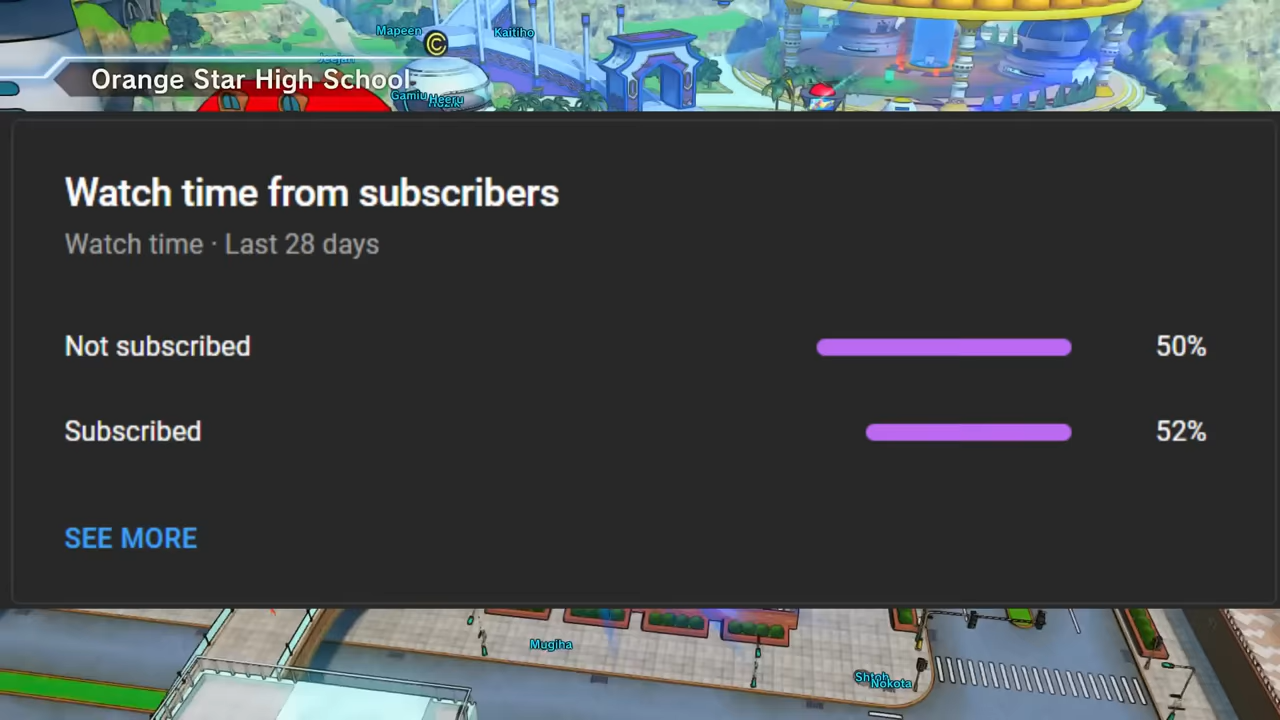 Mapeen
Kaitiho
Orange Star High School
Gamiu
Heeru
Watch time from subscribers
Watch time · Last 28 days
Not subscribed 50%
Subscribed 52%
SEE MORE
Mugiha
Nokota